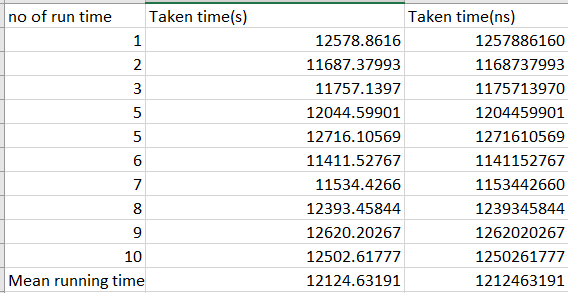 no of run time Taken time(s) Taken time(ns)
1 12578.8616 1257886160
2 11687.37993 1168737993
3 11757.1397 1175713970
5 12044.59901 1204459901
5 12716.10569 1271610569
6 11411.52767 1141152767
7 11534.4266 1153442660
8 12393.45844 1239345844
9 12620.20267 1262020267
10 12502.61777 1250261777
Mean running time 12124.63191 1212463191